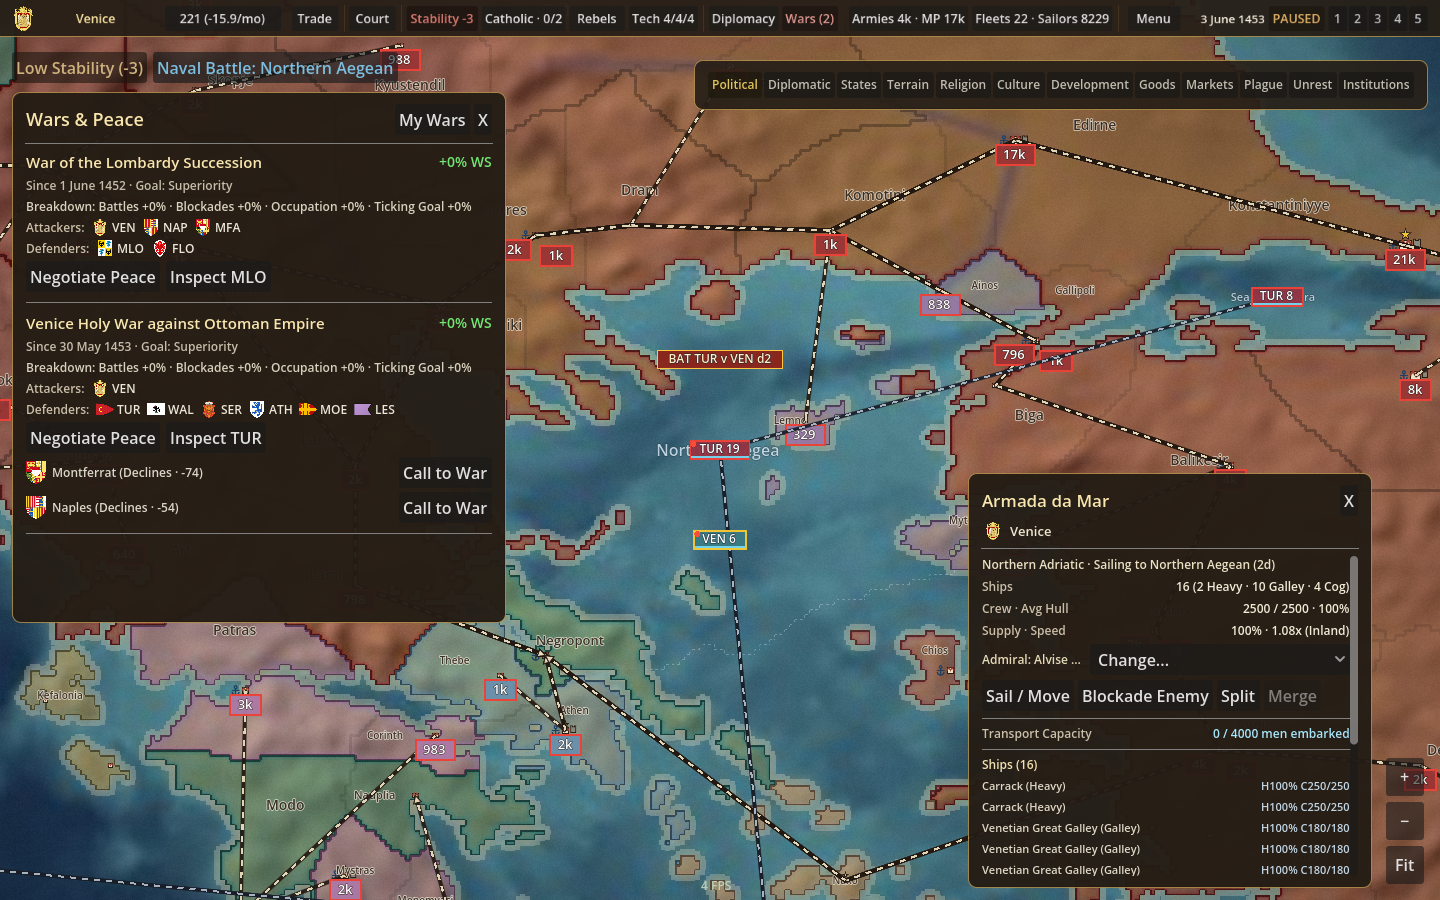 Venice 221 (-15.9/mo) Trade Court Stability -3 Catholic · 0/2 Rebels Tech 4/4/4 Diplomacy Wars (2) Armies 4k · MP 17k Fleets 22 · Sailors 8229 Menu 3 June 1453 PAUSED 1 2 3 4 5
Low Stability (-3) Naval Battle: Northern Aegean
Kyustendil
Political Diplomatic States Terrain Religion Culture Development Goods Markets Plague Unrest Institutions
Wars & Peace My Wars X
War of the Lombardy Succession +0% WS
Since 1 June 1452 · Goal: Superiority
Breakdown: Battles +0% · Blockades +0% · Occupation +0% · Ticking Goal +0%
Attackers: VEN NAP MFA
Defenders: MLO FLO
Negotiate Peace Inspect MLO
Venice Holy War against Ottoman Empire +0% WS
Since 30 May 1453 · Goal: Superiority
Breakdown: Battles +0% · Blockades +0% · Occupation +0% · Ticking Goal +0%
Attackers: VEN
Defenders: TUR WAL SER ATH MOE LES
Negotiate Peace Inspect TUR
Montferrat (Declines · -74) Call to War
Naples (Declines · -54) Call to War
Edirne
17k
Komotini
Konstantiniyye
2k
1k
1k
21k
Ainos
Gallipoli
838
TUR 8
BAT TUR v VEN d2
796
1k
8k
Biga
329
TUR 19
Balikesir
VEN 6
Armada da Mar X
Venice
Northern Adriatic · Sailing to Northern Aegean (2d)
Ships 16 (2 Heavy · 10 Galley · 4 Cog)
Crew · Avg Hull 2500 / 2500 · 100%
Supply · Speed 100% · 1.08x (Inland)
Admiral: Alvise ... Change...
Sail / Move Blockade Enemy Split Merge
Transport Capacity 0 / 4000 men embarked
Ships (16)
Carrack (Heavy) H100% C250/250
Carrack (Heavy) H100% C250/250
Venetian Great Galley (Galley) H100% C180/180
Venetian Great Galley (Galley) H100% C180/180
Venetian Great Galley (Galley) H100% C180/180
Patras
Negropont
Thebe
Chios
Kefalonia
3k
1k
Athen
Corinth
983
2k
Modo
Nauplia
Mystras
2k
4 FPS
2k
+
−
Fit